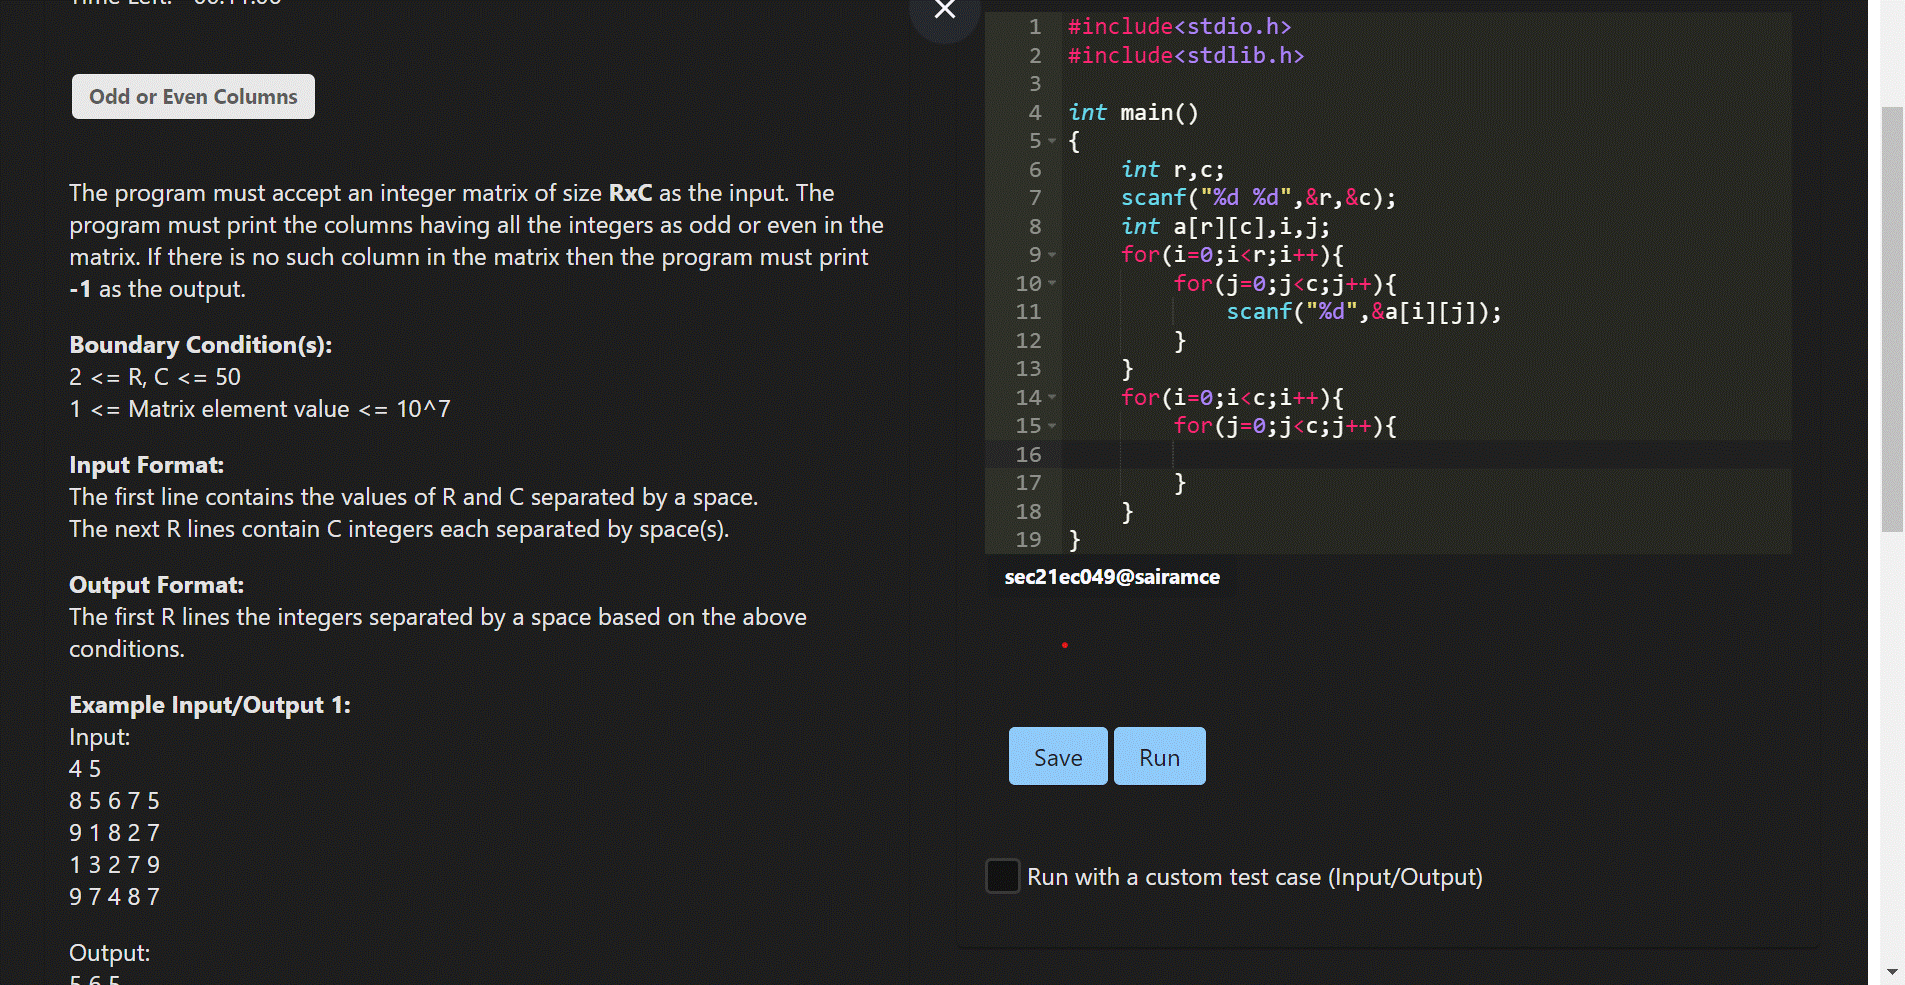 Time Left: 00:11:00
Odd or Even Columns
The program must accept an integer matrix of size RxC as the input. The
program must print the columns having all the integers as odd or even in the
matrix. If there is no such column in the matrix then the program must print
-1 as the output.
Boundary Condition(s):
2 <= R, C <= 50
1 <= Matrix element value <= 10^7
Input Format:
The first line contains the values of R and C separated by a space.
The next R lines contain C integers each separated by space(s).
Output Format:
The first R lines the integers separated by a space based on the above
conditions.
Example Input/Output 1:
Input:
4 5
8 5 6 7 5
9 1 8 2 7
1 3 2 7 9
9 7 4 8 7
Output:
5 6 5
1 #include<stdio.h>
2 #include<stdlib.h>
3
4 int main()
5 {
6 int r,c;
7 scanf("%d %d",&r,&c);
8 int a[r][c],i,j;
9 for(i=0;i<r;i++){
10 for(j=0;j<c;j++){
11 scanf("%d",&a[i][j]);
12 }
13 }
14 for(i=0;i<c;i++){
15 for(j=0;j<c;j++){
16
17 }
18 }
19 }
sec21ec049@sairamce
Save Run
Run with a custom test case (Input/Output)